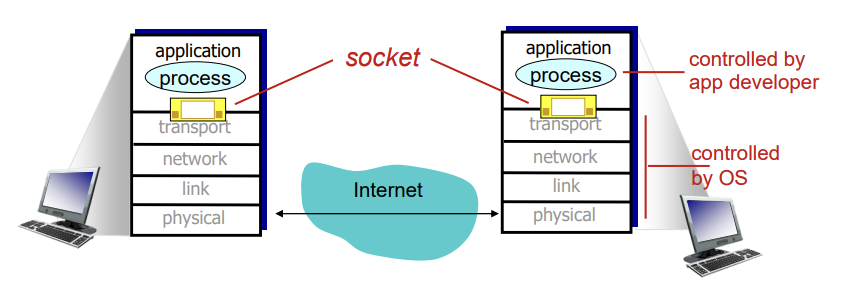 application
process
transport
network
link
physical
socket
Internet
application
process
transport
network
link
physical
controlled by
app developer
controlled
by OS